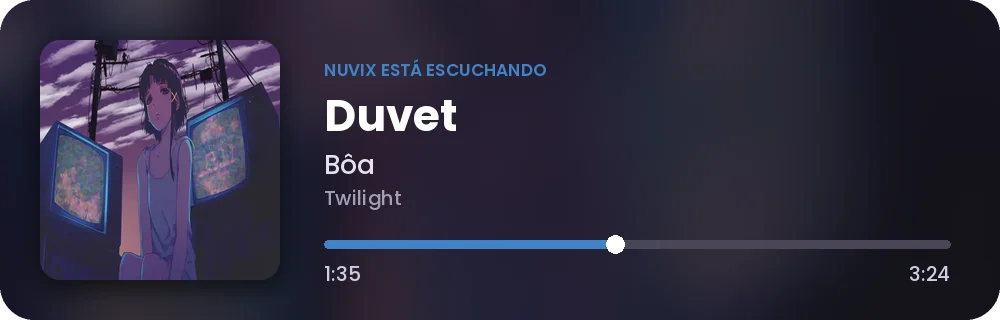 NUVIX ESTÁ ESCUCHANDO
Duvet
Bôa
Twilight
1:35
3:24